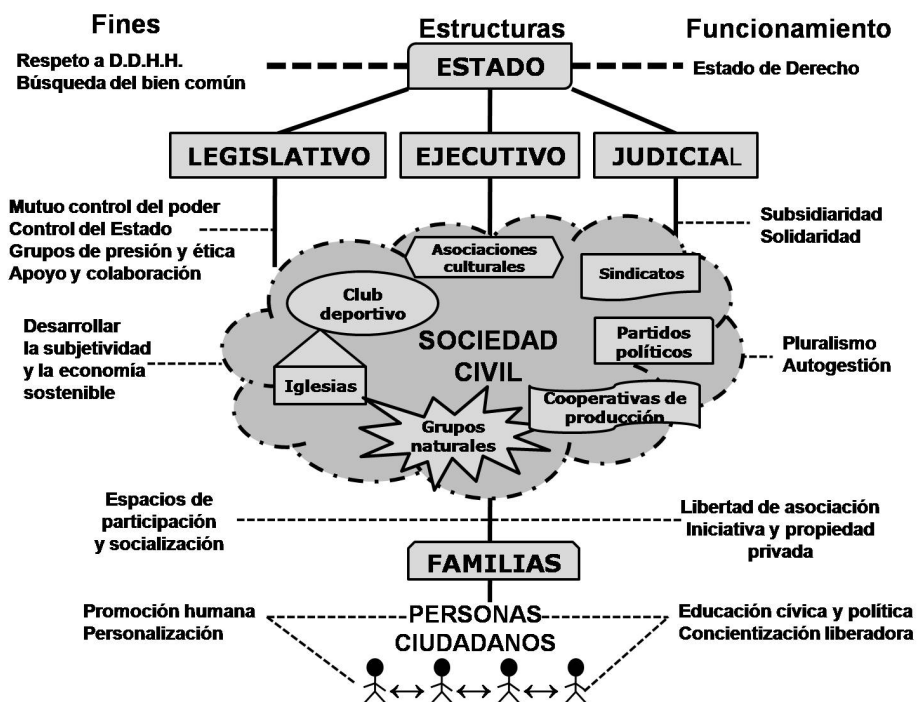 Fines
Estructuras
Funcionamiento
Respeto a D.D.H.H.
Búsqueda del bien común
ESTADO
Estado de Derecho
LEGISLATIVO
EJECUTIVO
JUDICIAL
Mutuo control del poder
Control del Estado
Grupos de presión y ética
Apoyo y colaboración
Subsidiaridad
Solidaridad
Asociaciones
culturales
Sindicatos
Club
deportivo
SOCIEDAD
CIVIL
Partidos
políticos
Desarrollar
la subjetividad
y la economía
sostenible
Pluralismo
Autogestión
Iglesias
Cooperativas de
producción
Grupos
naturales
Espacios de
participación
y socialización
Libertad de asociación
Iniciativa y propiedad
privada
FAMILIAS
Promoción humana
Personalización
PERSONAS
CIUDADANOS
Educación cívica y política
Concientización liberadora